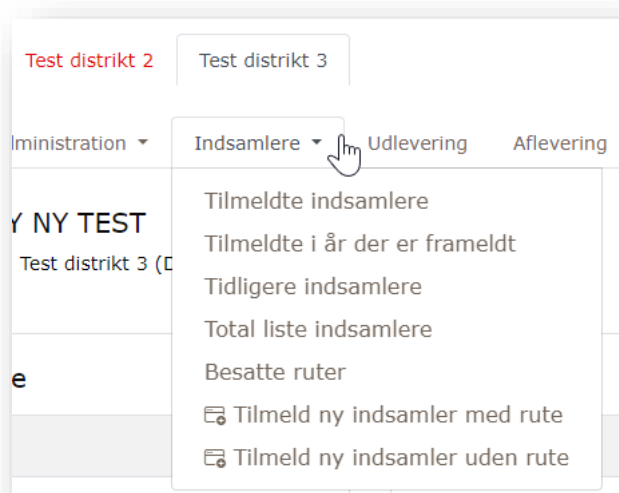 Test distrikt 2 Test distrikt 3
lministration Indsamlere Udlevering Aflevering
Tilmeldte indsamlere
Y NY TEST
Tilmeldte i år der er frameldt
Test distrikt 3 (D
Tidligere indsamlere
Total liste indsamlere
Besatte ruter
e
Tilmeld ny indsamler med rute
Tilmeld ny indsamler uden rute